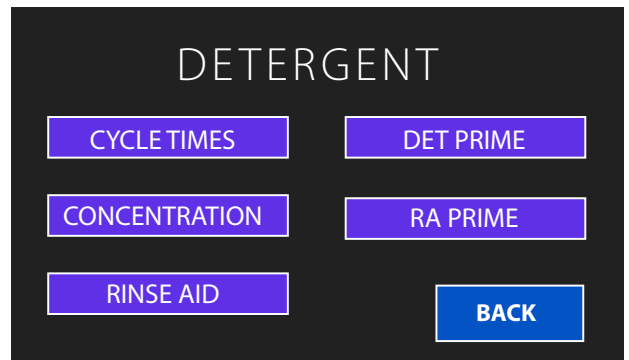 DETERGENT
CYCLE TIMES
DET PRIME
CONCENTRATION
RA PRIME
RINSE AID
BACK